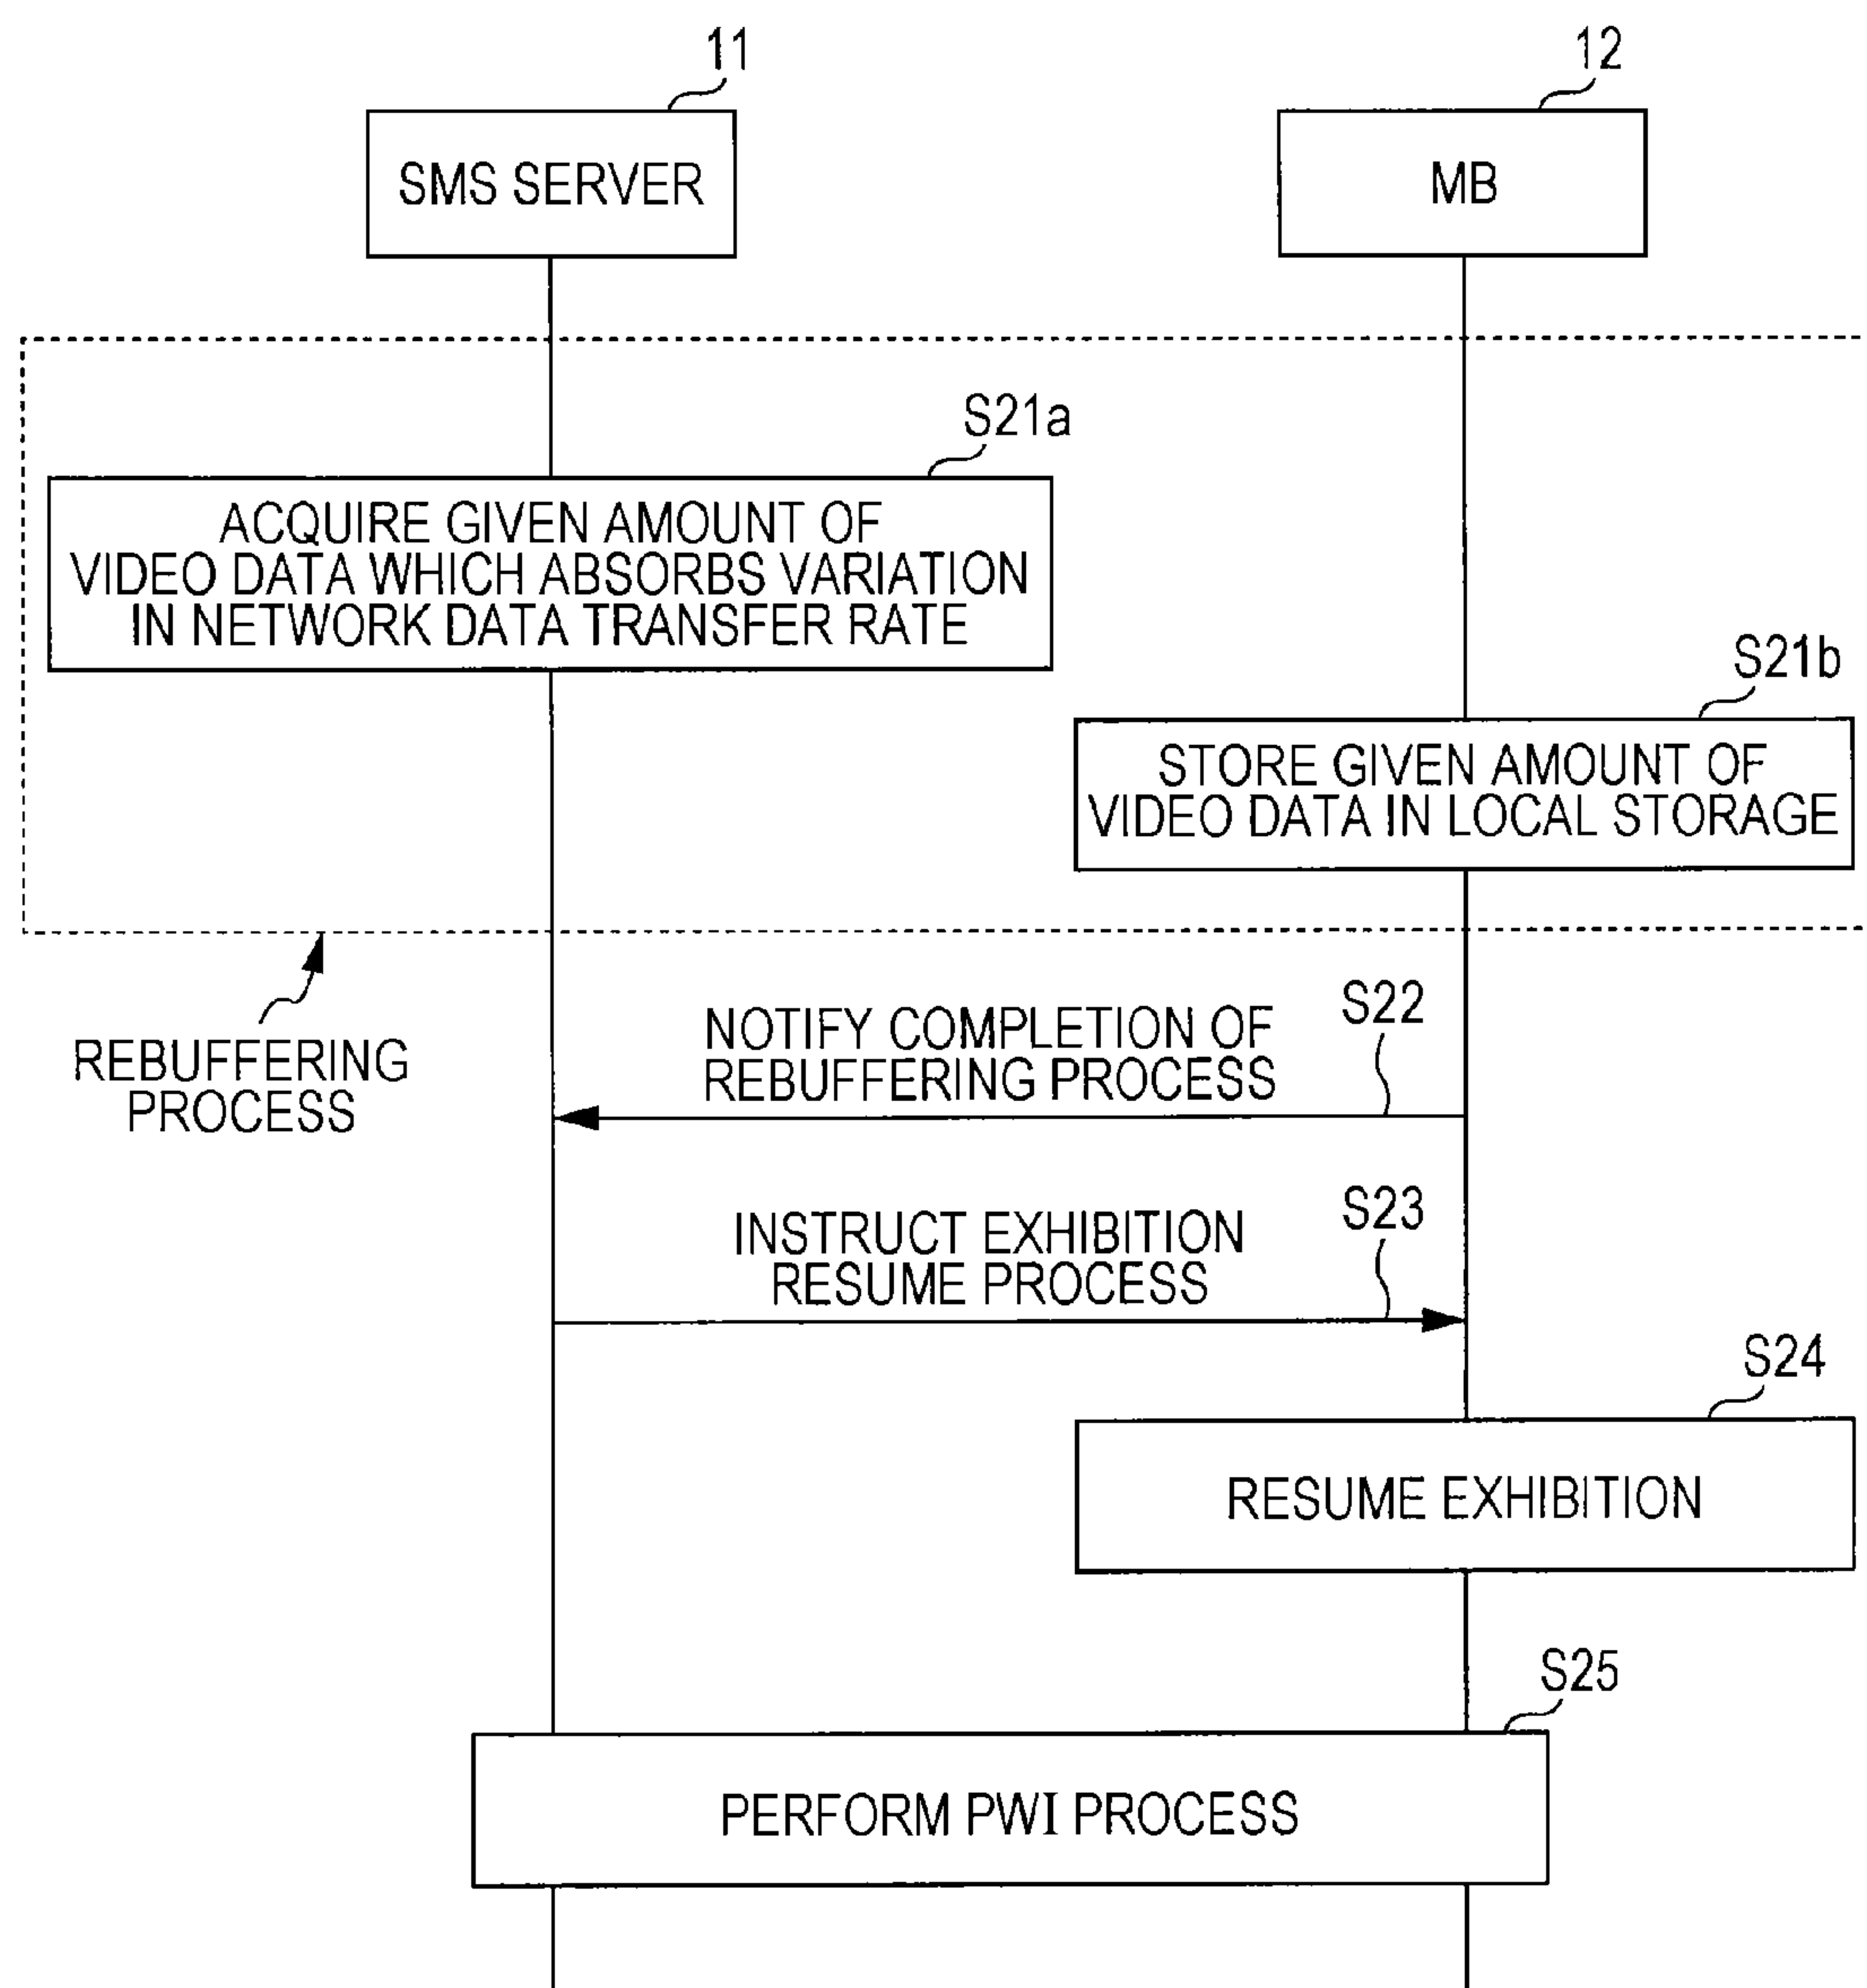 11
12
SMS SERVER
MB
S21a
ACQUIRE GIVEN AMOUNT OF
VIDEO DATA WHICH ABSORBS VARIATION
IN NETWORK DATA TRANSFER RATE
S21b
STORE GIVEN AMOUNT OF
VIDEO DATA IN LOCAL STORAGE
REBUFFERING
PROCESS
S22
NOTIFY COMPLETION OF
REBUFFERING PROCESS
S23
INSTRUCT EXHIBITION
RESUME PROCESS
S24
RESUME EXHIBITION
S25
PERFORM PWI PROCESS